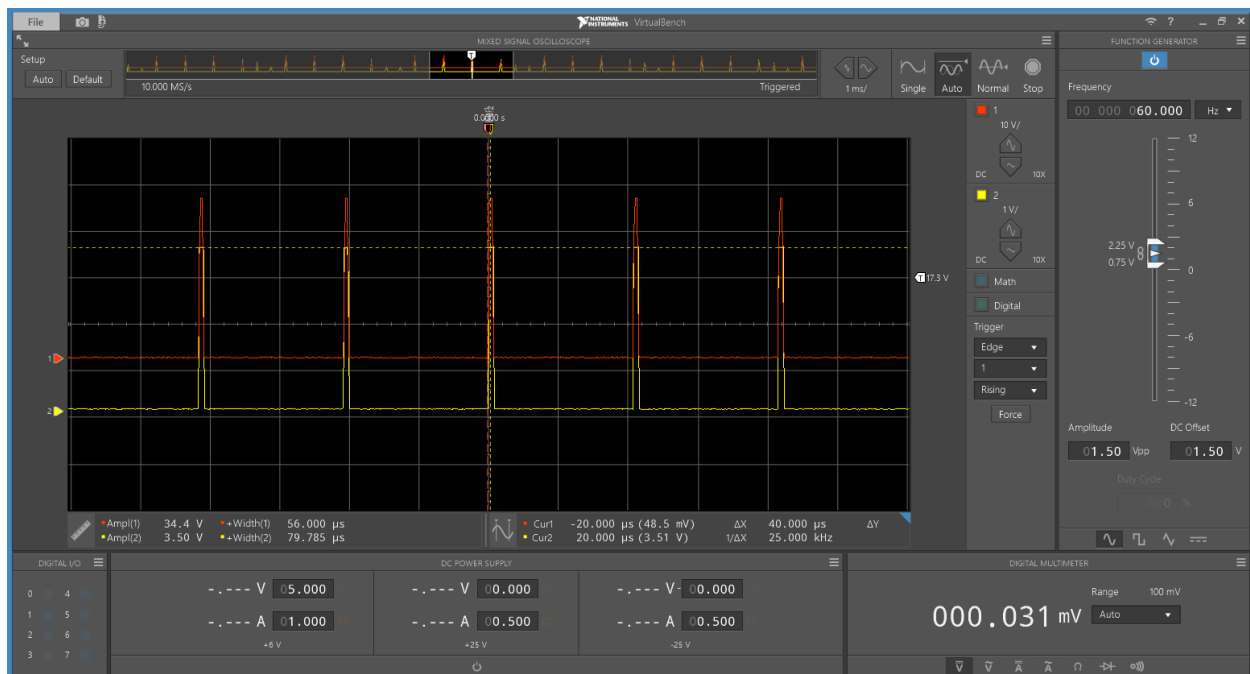 File
NATIONAL INSTRUMENTS VirtualBench
?
MIXED SIGNAL OSCILLOSCOPE
FUNCTION GENERATOR
Setup
Auto Default
T
10.000 MS/s
Triggered
1 ms/
Single Auto Normal Stop
Frequency
00 000 060.000 Hz
0.0000 s
1
10 V/
DC 10X
2
1 V/
DC 10X
Math
Digital
T 17.3 V
1
2
Trigger
Edge
1
Rising
Force
12
6
2.25 V
0.75 V
0
-6
-12
Amplitude DC Offset
01.50 Vpp 01.50 V
Duty Cycle
%
Ampl(1) 34.4 V +Width(1) 56.000 µs
Ampl(2) 3.50 V +Width(2) 79.785 µs
Cur1 -20.000 µs (48.5 mV) ΔX 40.000 µs ΔY
Cur2 20.000 µs (3.51 V) 1/ΔX 25.000 kHz
DIGITAL I/O
0 4
1 5
2 6
3 7
DC POWER SUPPLY
-.--- V 05.000
-.--- A 01.000 CC
+6 V
-.--- V 00.000
-.--- A 00.500 CC
+25 V
-.--- V -00.000
-.--- A 00.500 CC
-25 V
DIGITAL MULTIMETER
000.031 mV
Range 100 mV
Auto
V V A A Ω